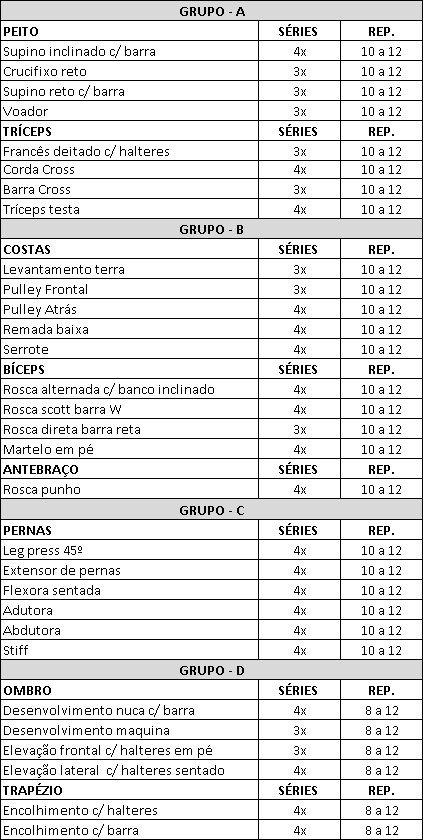 GRUPO - A
PEITO SÉRIES REP.
Supino inclinado c/ barra 4x 10 a 12
Crucifixo reto 3x 10 a 12
Supino reto c/ barra 3x 10 a 12
Voador 3x 10 a 12
TRÍCEPS SÉRIES REP.
Francês deitado c/ halteres 3x 10 a 12
Corda Cross 4x 10 a 12
Barra Cross 3x 10 a 12
Tríceps testa 4x 10 a 12
GRUPO - B
COSTAS SÉRIES REP.
Levantamento terra 3x 10 a 12
Pulley Frontal 3x 10 a 12
Pulley Atrás 4x 10 a 12
Remada baixa 4x 10 a 12
Serrote 4x 10 a 12
BÍCEPS SÉRIES REP.
Rosca alternada c/ banco inclinado 4x 10 a 12
Rosca scott barra W 4x 10 a 12
Rosca direta barra reta 3x 10 a 12
Martelo em pé 4x 10 a 12
ANTEBRAÇO SÉRIES REP.
Rosca punho 4x 10 a 12
GRUPO - C
PERNAS SÉRIES REP.
Leg press 45º 4x 10 a 12
Extensor de pernas 4x 10 a 12
Flexora sentada 4x 10 a 12
Adutora 4x 10 a 12
Abdutora 4x 10 a 12
Stiff 4x 10 a 12
GRUPO - D
OMBRO SÉRIES REP.
Desenvolvimento nuca c/ barra 4x 8 a 12
Desenvolvimento maquina 3x 8 a 12
Elevação frontal c/ halteres em pé 3x 8 a 12
Elevação lateral c/ halteres sentado 4x 8 a 12
TRAPÉZIO SÉRIES REP.
Encolhimento c/ halteres 4x 8 a 12
Encolhimento c/ barra 4x 8 a 12